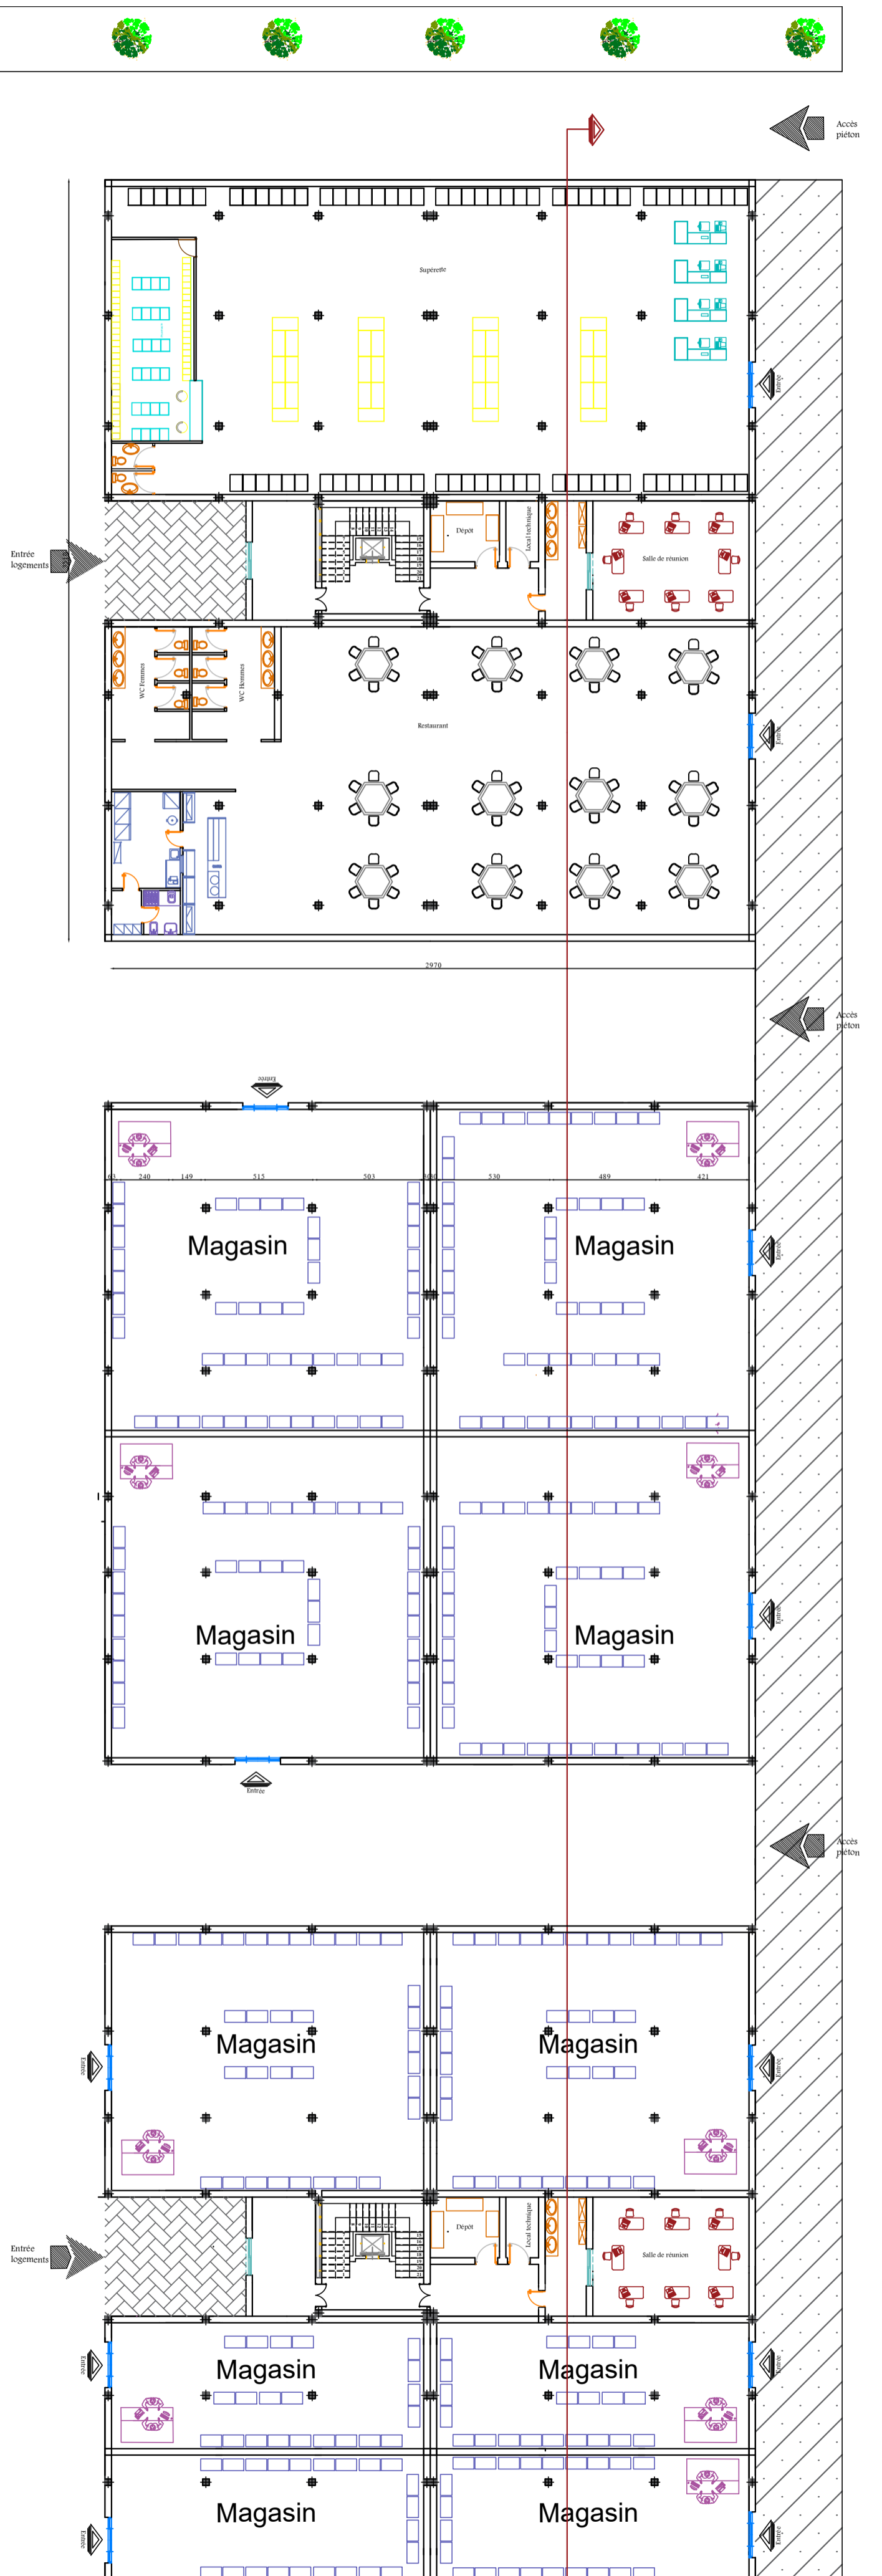 Accès
piéton
Supérette
Entrée
Entrée
logements
Dépôt
Local technique
Salle de réunion
WC Femmes
WC Hommes
Restaurant
Entrée
2970
Accès
piéton
Entrée
240
149
515
503
530
489
421
Magasin
Magasin
Entrée
Magasin
Magasin
Entrée
Entrée
Accès
piéton
Magasin
Magasin
Entrée
Entrée
Entrée
logements
Dépôt
Local technique
Salle de réunion
Magasin
Magasin
Entrée
Entrée
Magasin
Magasin
Entrée
Entrée